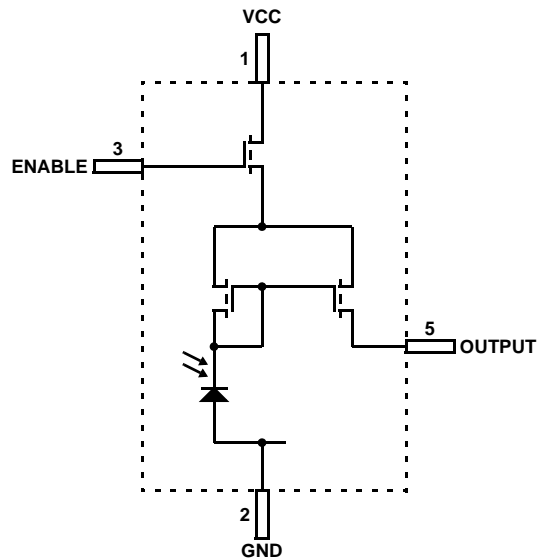 VCC
1
3
ENABLE
5
OUTPUT
2
GND